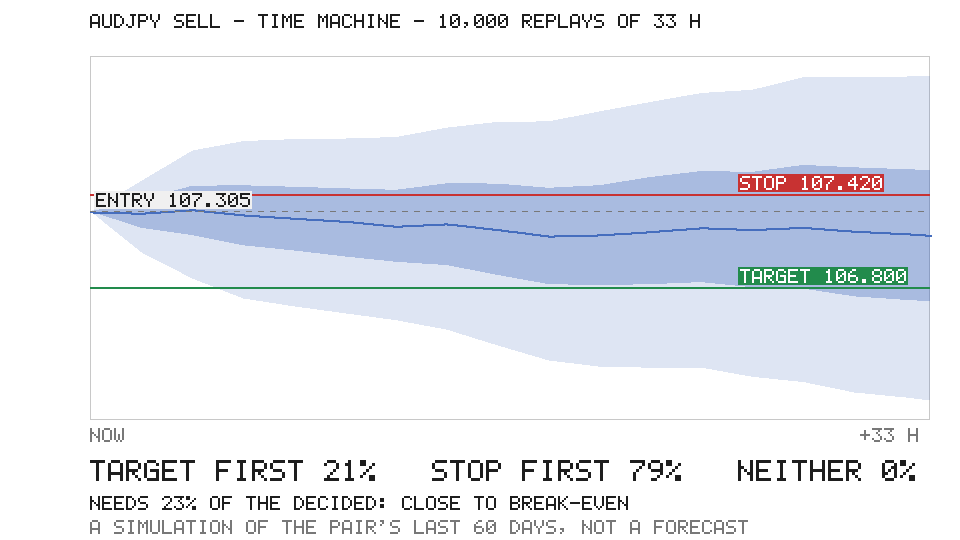 AUDJPY SELL - TIME MACHINE - 10,000 REPLAYS OF 33 H
STOP 107.420
ENTRY 107.305
TARGET 106.800
NOW +33 H
TARGET FIRST 21% STOP FIRST 79% NEITHER 0%
NEEDS 23% OF THE DECIDED: CLOSE TO BREAK-EVEN
A SIMULATION OF THE PAIR'S LAST 60 DAYS, NOT A FORECAST